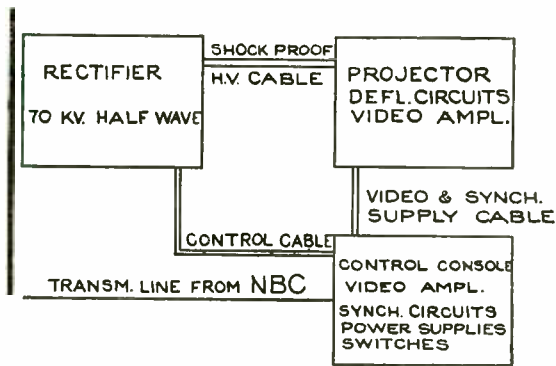 RECTIFIER
70 KV. HALF WAVE
SHOCK PROOF
H.V. CABLE
PROJECTOR
DEFL. CIRCUITS
VIDEO AMPL.
VIDEO & SYNCH.
SUPPLY CABLE
CONTROL CABLE
TRANSM. LINE FROM NBC
CONTROL CONSOLE
VIDEO AMPL.
SYNCH. CIRCUITS
POWER SUPPLIES
SWITCHES